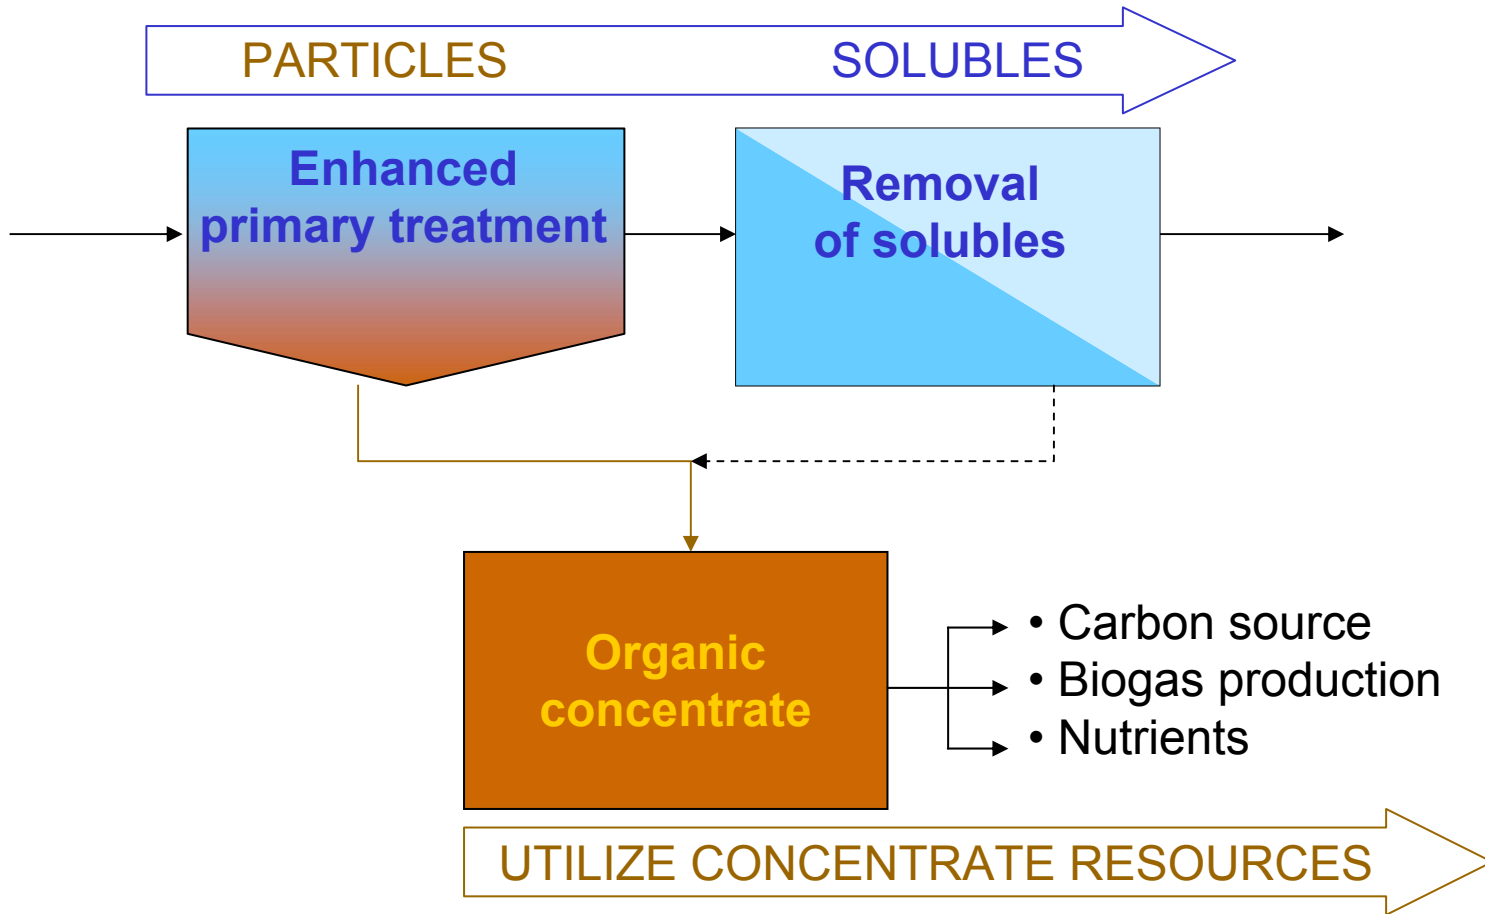 PARTICLES SOLUBLES
Enhanced
primary treatment
Removal
of solubles
Organic
concentrate
• Carbon source
• Biogas production
• Nutrients
UTILIZE CONCENTRATE RESOURCES